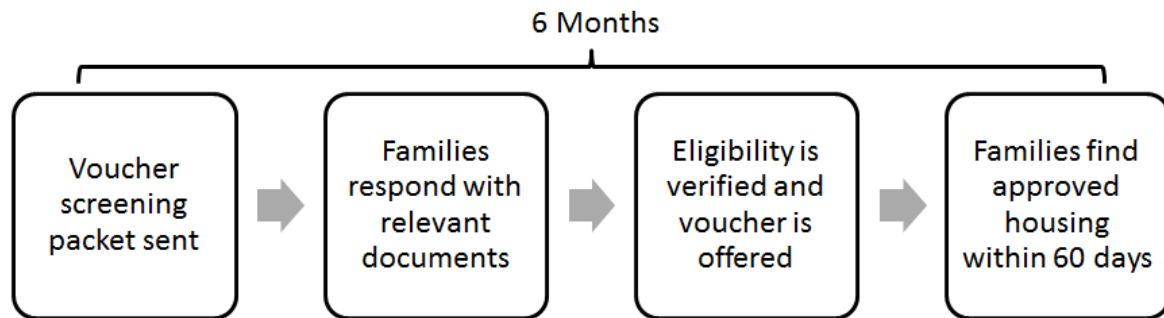 6 Months
Voucher
screening
packet sent
Families
respond with
relevant
documents
Eligibility is
verified and
voucher is
offered
Families find
approved
housing
within 60 days